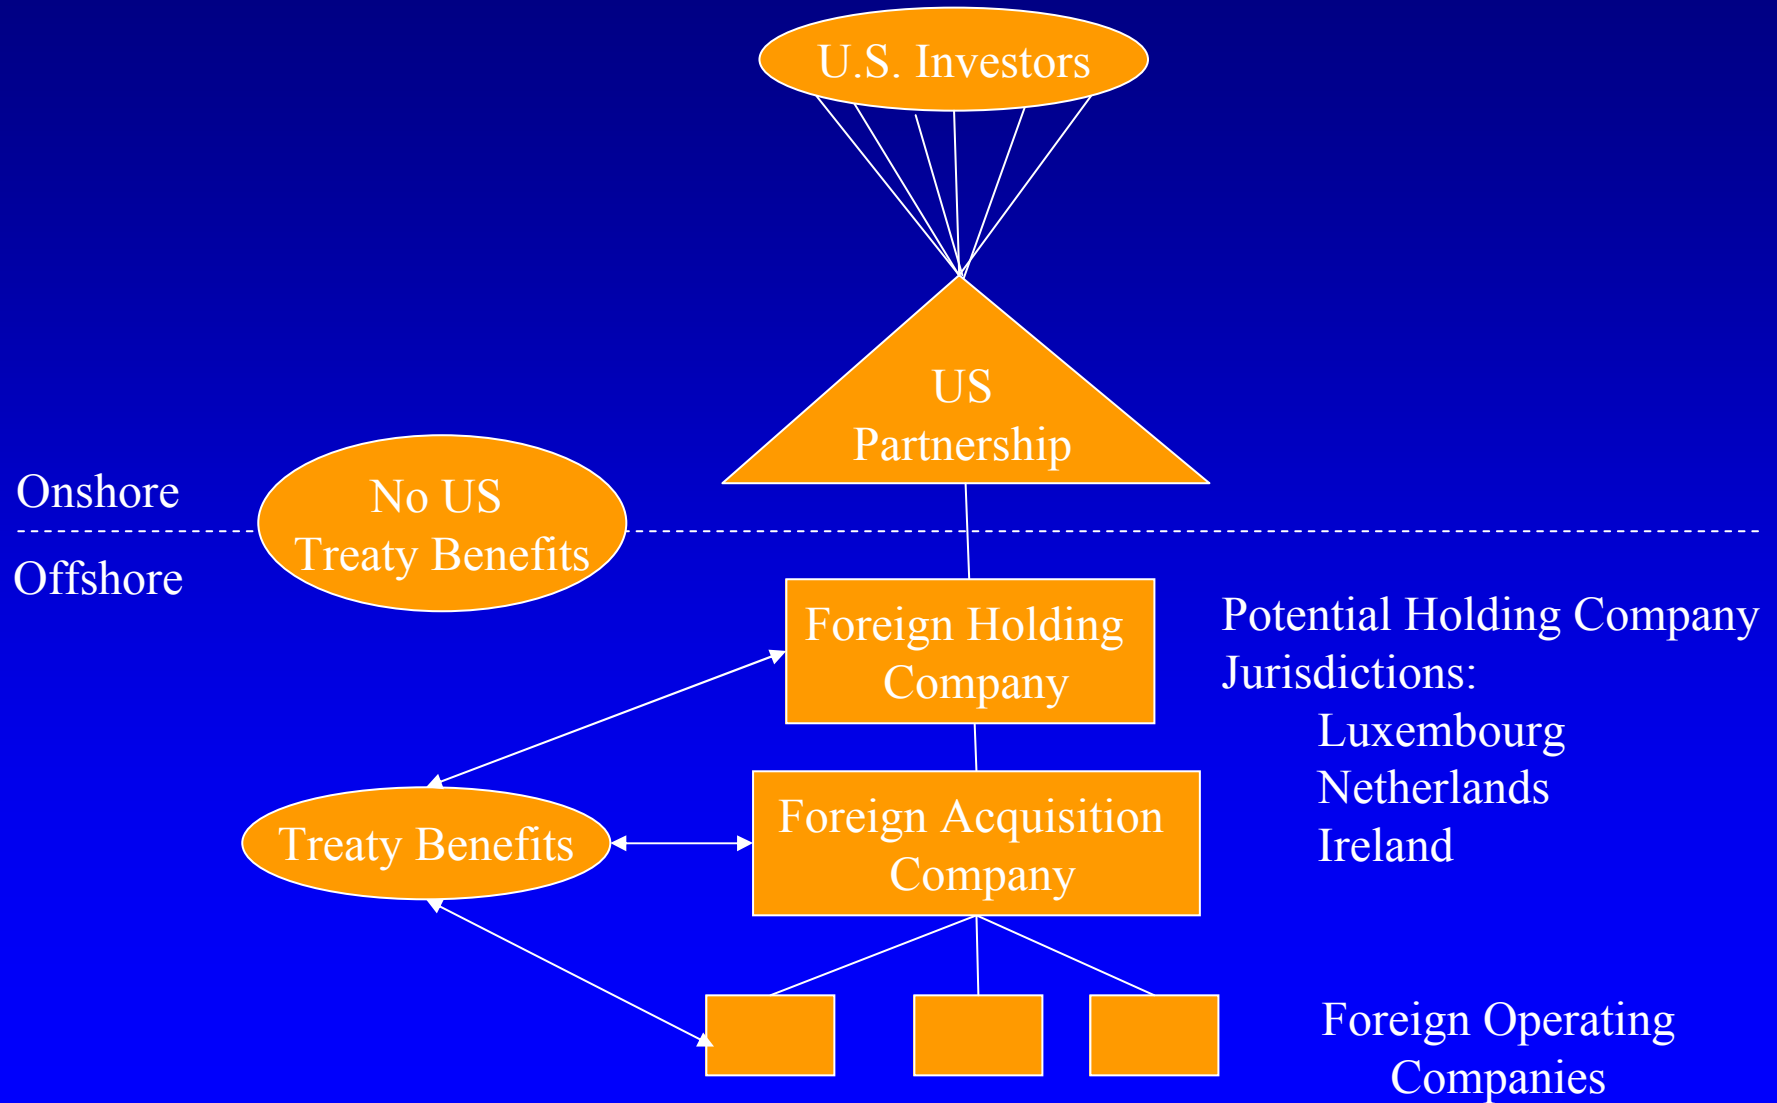 U.S. Investors
US
Partnership
Onshore
No US
Treaty Benefits
Offshore
Foreign Holding
Company
Potential Holding Company
Jurisdictions:
Luxembourg
Netherlands
Ireland
Treaty Benefits
Foreign Acquisition
Company
Foreign Operating
Companies